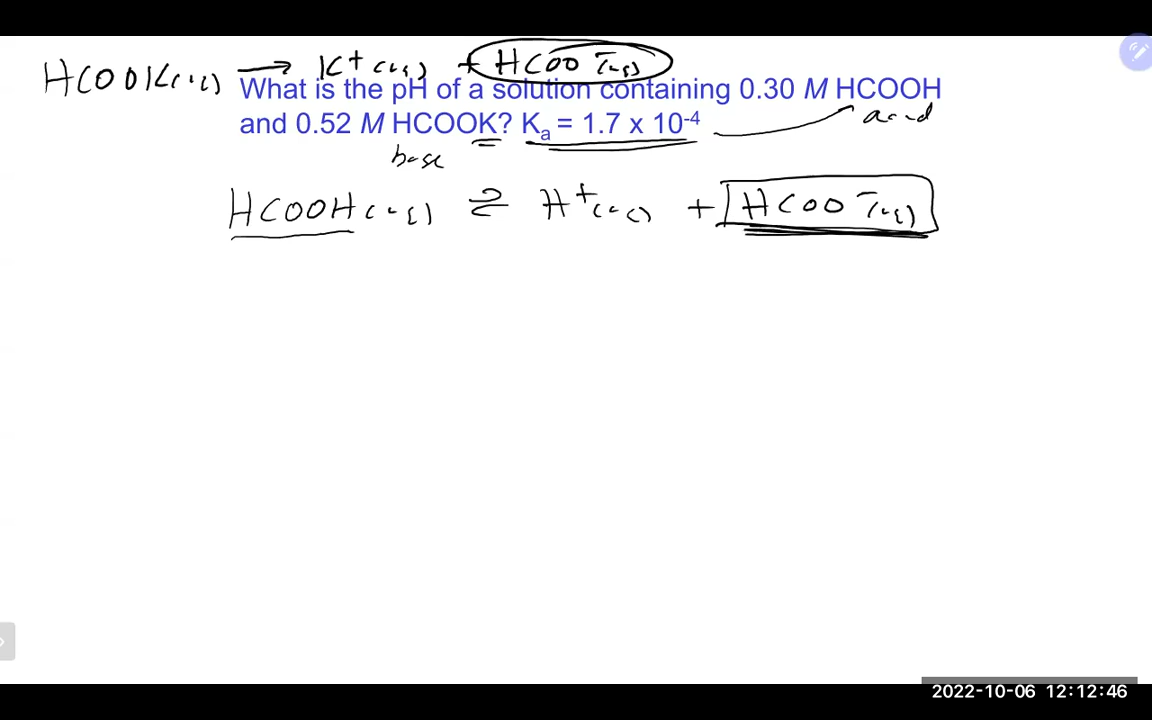 HCOOK(aq) → K+ (aq) + HCOO-(aq)
What is the pH of a solution containing 0.30 M HCOOH
and 0.52 M HCOOK? Ka = 1.7 x 10-4
acid
base
HCOOH(aq) ⇌ H+(aq) + HCOO-(aq)
2022-10-06 12:12:46